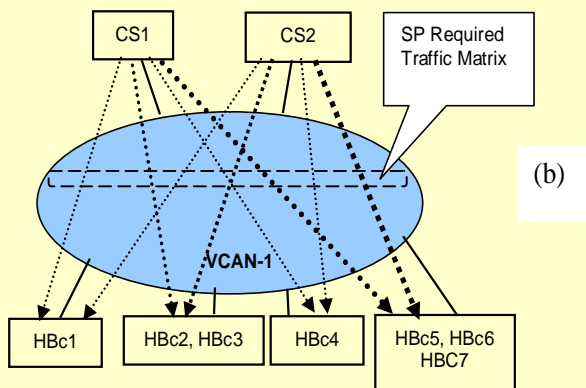 CS1
CS2
SP Required
Traffic Matrix
(b)
VCAN-1
HBc1
HBc2, HBc3
HBc4
HBc5, HBc6
HBC7